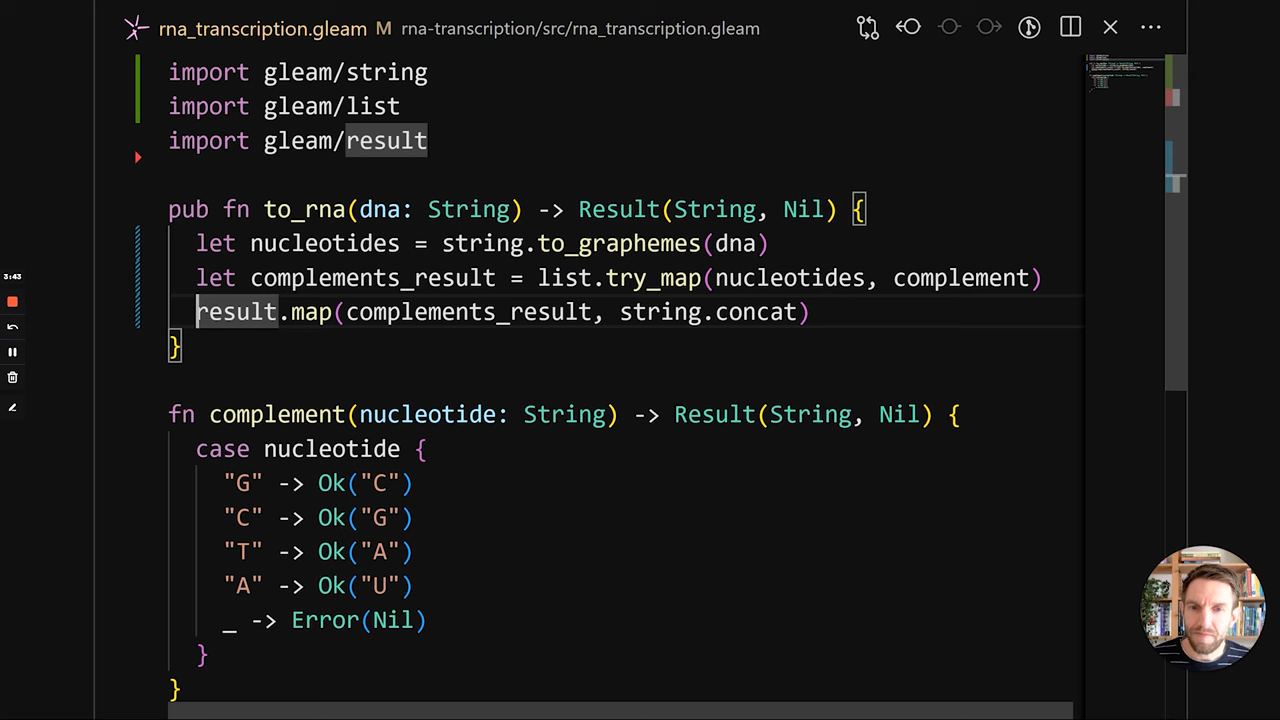 rna_transcription.gleam M rna-transcription/src/rna_transcription.gleam
import gleam/string
import gleam/list
import gleam/result
pub fn to_rna(dna: String) -> Result(String, Nil) {
let nucleotides = string.to_graphemes(dna)
let complements_result = list.try_map(nucleotides, complement)
result.map(complements_result, string.concat)
}
fn complement(nucleotide: String) -> Result(String, Nil) {
case nucleotide {
"G" -> Ok("C")
"C" -> Ok("G")
"T" -> Ok("A")
"A" -> Ok("U")
_ -> Error(Nil)
}
}
3:43